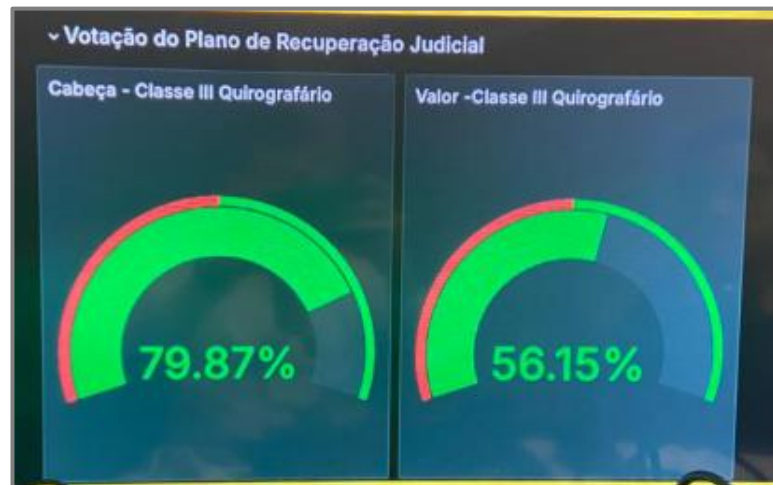 Votação do Plano de Recuperação Judicial
Cabeça - Classe III Quirografário
Valor -Classe III Quirografário
79.87%
56.15%